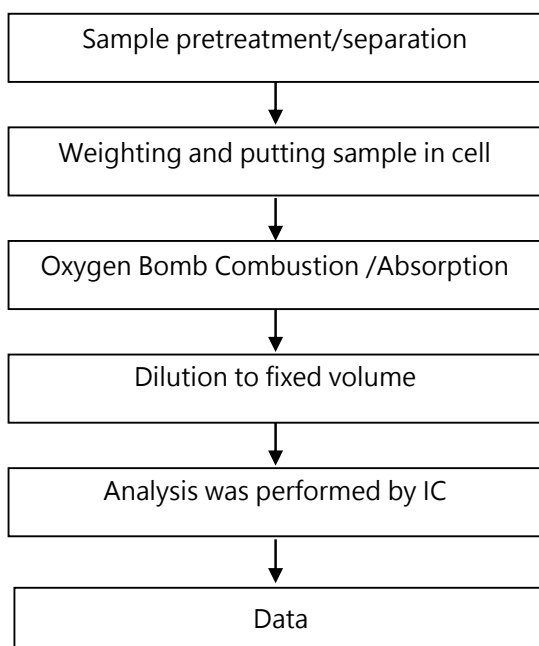 Sample pretreatment/separation
Weighting and putting sample in cell
Oxygen Bomb Combustion /Absorption
Dilution to fixed volume
Analysis was performed by IC
Data